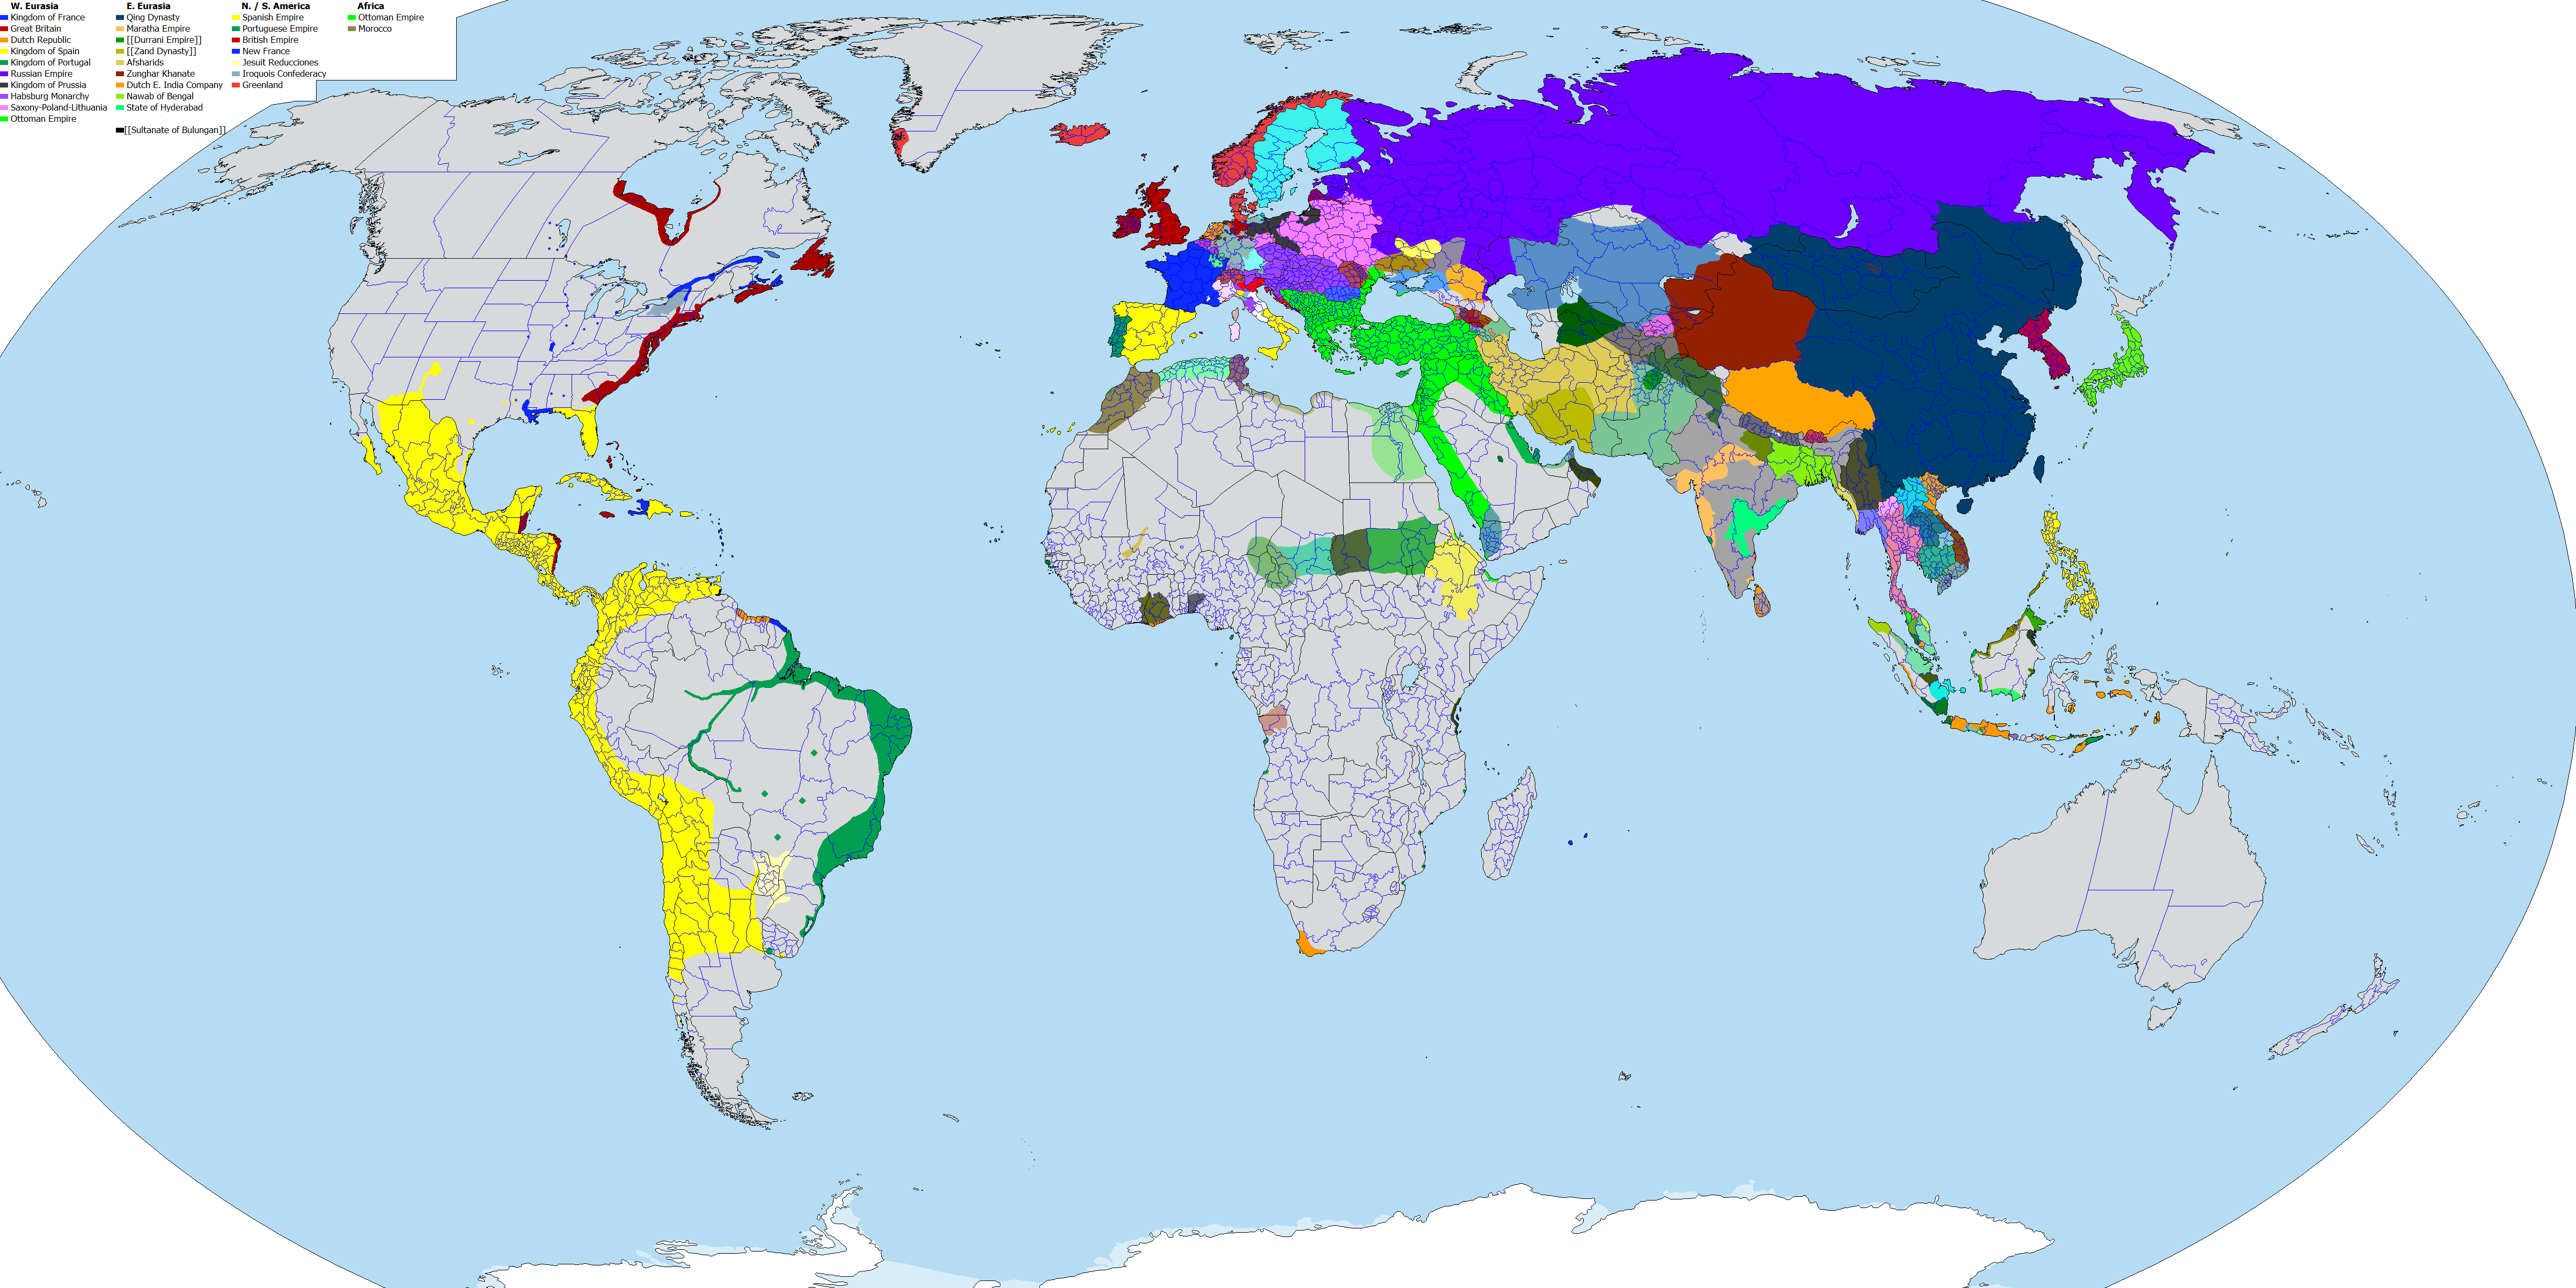 W. Eurasia
Kingdom of France
Great Britain
Dutch Republic
Kingdom of Spain
Kingdom of Portugal
Russian Empire
Kingdom of Prussia
Habsburg Monarchy
Saxony-Poland-Lithuania
Ottoman Empire
E. Eurasia
Qing Dynasty
Maratha Empire
[[Durrani Empire]]
[[Zand Dynasty]]
Afsharids
Zunghar Khanate
Dutch E. India Company
Nawab of Bengal
State of Hyderabad
[[Sultanate of Bulungan]]
N. / S. America
Spanish Empire
Portuguese Empire
British Empire
New France
Jesuit Reducciones
Iroquois Confederacy
Greenland
Africa
Ottoman Empire
Morocco